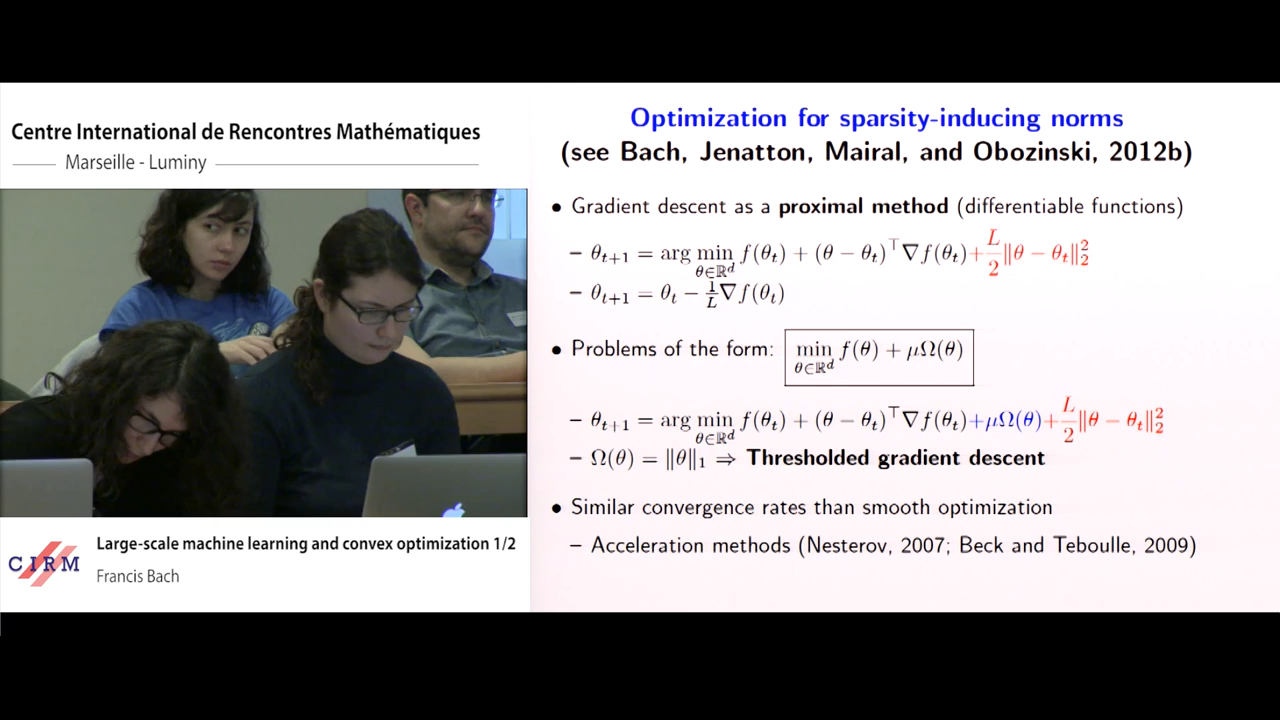 Centre International de Rencontres Mathématiques
Marseille - Luminy
CIRM
Large-scale machine learning and convex optimization 1/2
Francis Bach
Optimization for sparsity-inducing norms
(see Bach, Jenatton, Mairal, and Obozinski, 2012b)
• Gradient descent as a proximal method (differentiable functions)
– θ_{t+1} = arg min_{θ∈ℝ^d} f(θ_t) + (θ − θ_t)^⊤∇f(θ_t)+\frac{L}{2}‖θ − θ_t‖_2^2
– θ_{t+1} = θ_t − \frac{1}{L}∇f(θ_t)
• Problems of the form: min_{θ∈ℝ^d} f(θ) + μΩ(θ)
– θ_{t+1} = arg min_{θ∈ℝ^d} f(θ_t) + (θ − θ_t)^⊤∇f(θ_t)+μΩ(θ)+\frac{L}{2}‖θ − θ_t‖_2^2
– Ω(θ) = ‖θ‖_1 ⇒ Thresholded gradient descent
• Similar convergence rates than smooth optimization
– Acceleration methods (Nesterov, 2007; Beck and Teboulle, 2009)